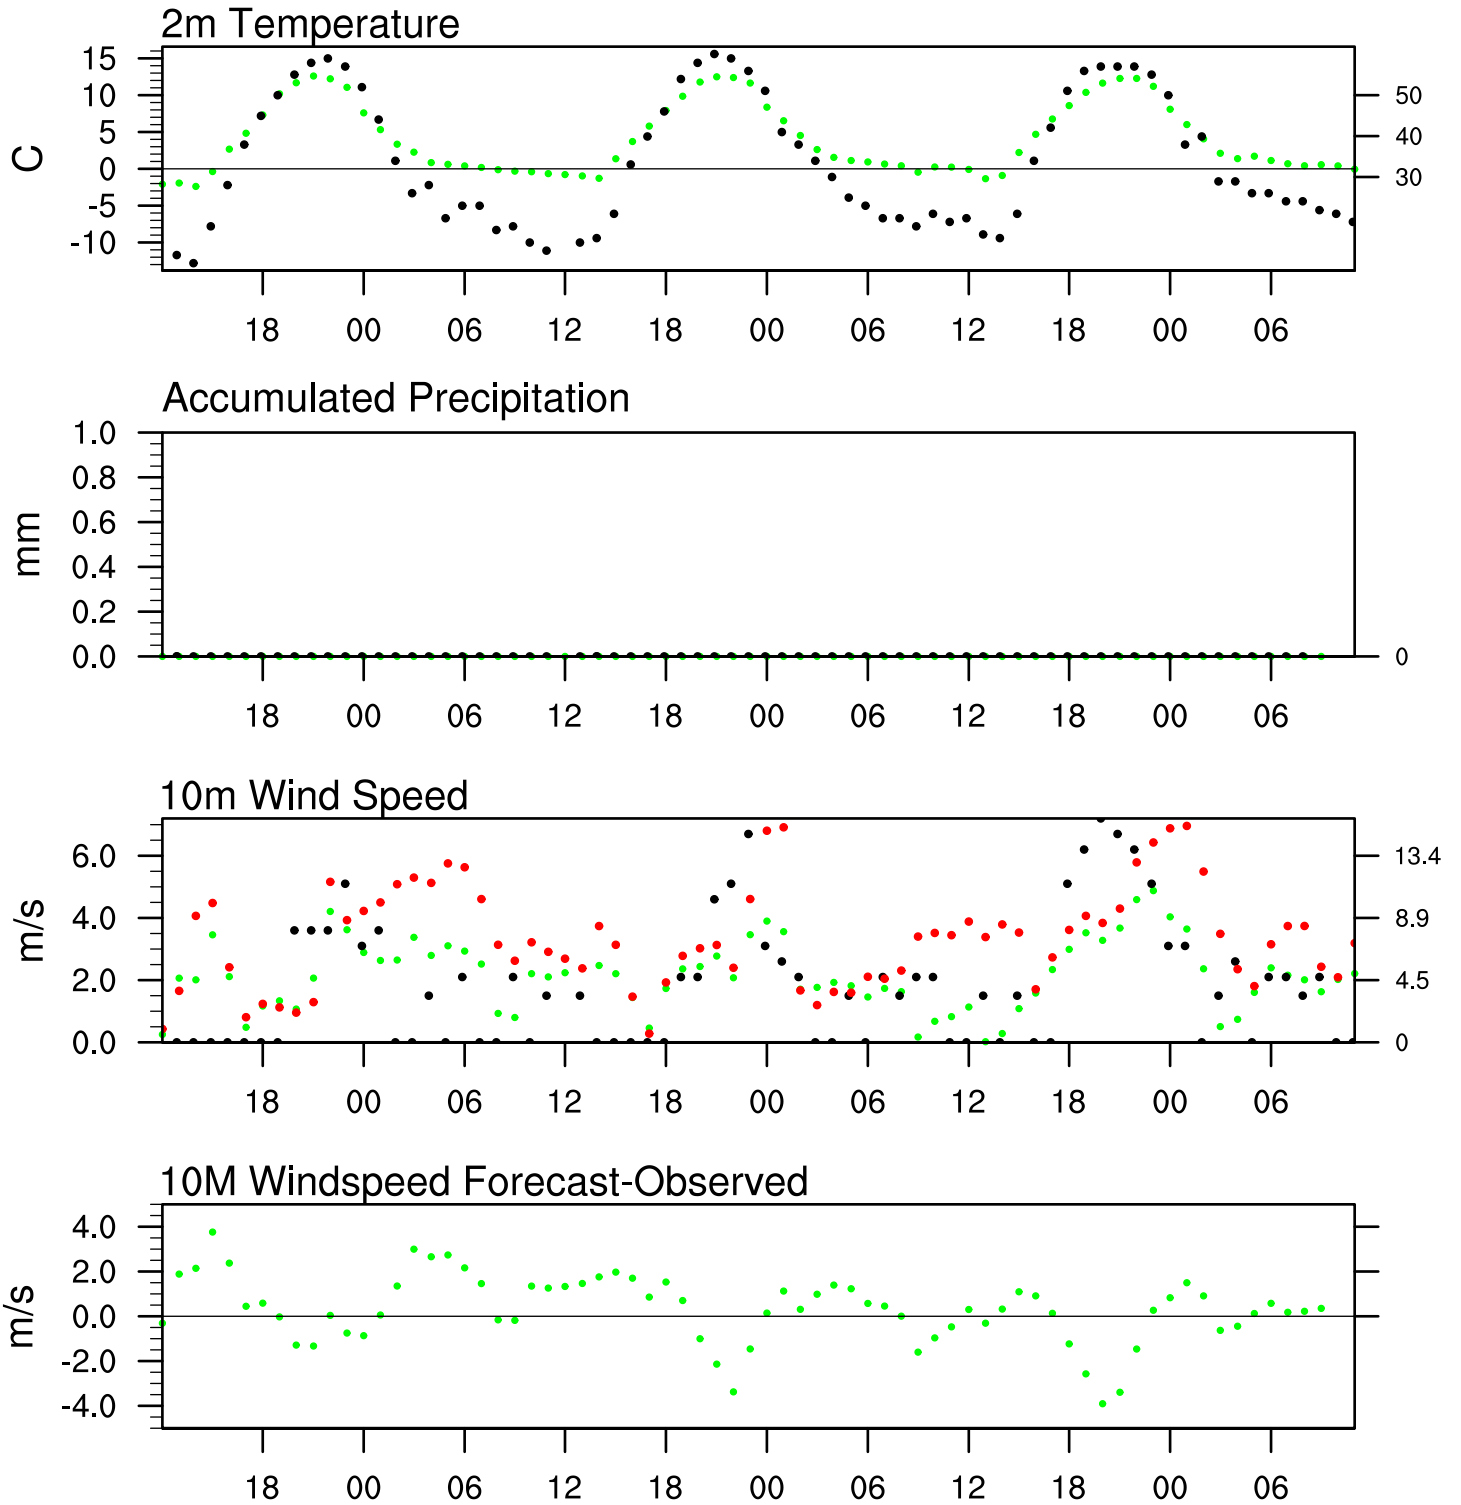 2m Temperature
15
10
5
0
-5
-10
C
50
40
30
18 00 06 12 18 00 06 12 18 00 06
Accumulated Precipitation
1.0
0.8
0.6
0.4
0.2
0.0
mm
0
18 00 06 12 18 00 06 12 18 00 06
10m Wind Speed
6.0
4.0
2.0
0.0
m/s
13.4
8.9
4.5
0
18 00 06 12 18 00 06 12 18 00 06
10M Windspeed Forecast-Observed
4.0
2.0
0.0
-2.0
-4.0
m/s
18 00 06 12 18 00 06 12 18 00 06